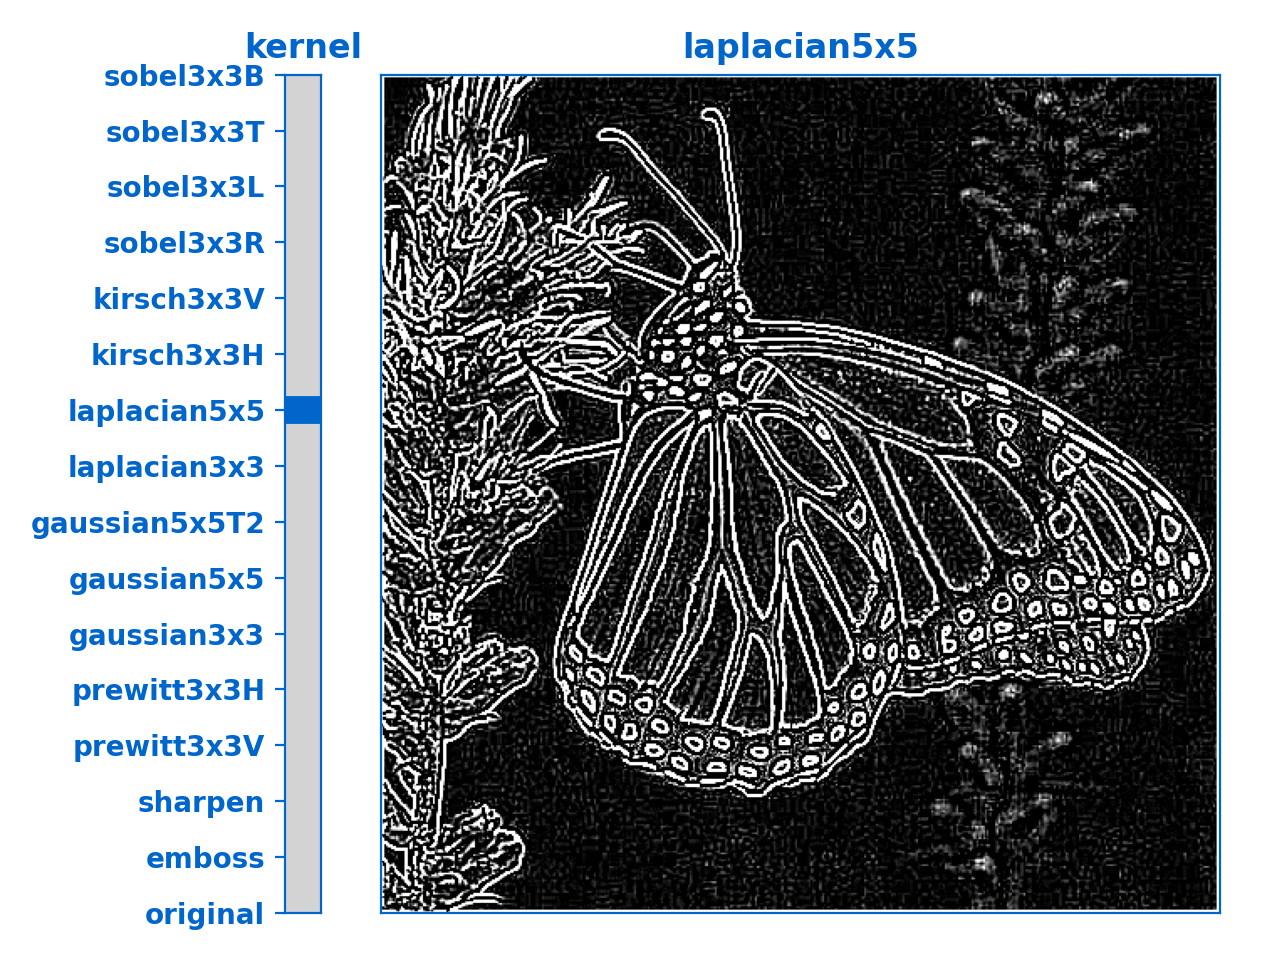 kernel
laplacian5x5
sobel3x3B
sobel3x3T
sobel3x3L
sobel3x3R
kirsch3x3V
kirsch3x3H
laplacian5x5
laplacian3x3
gaussian5x5T2
gaussian5x5
gaussian3x3
prewitt3x3H
prewitt3x3V
sharpen
emboss
original